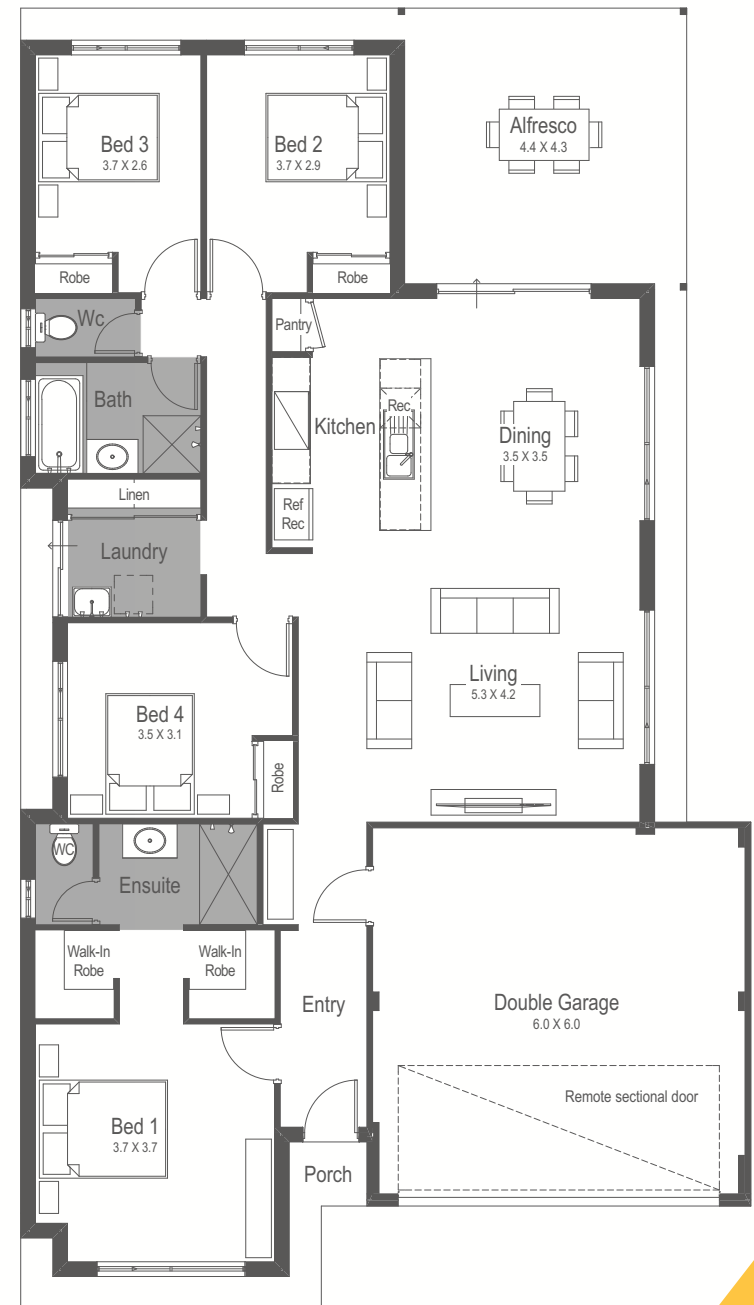 Bed 3
3.7 X 2.6
Bed 2
3.7 X 2.9
Alfresco
4.4 X 4.3
Robe
Robe
Wc
Pantry
Bath
Kitchen
Rec
Dining
3.5 X 3.5
Linen
Ref
Rec
Laundry
Living
5.3 X 4.2
Bed 4
3.5 X 3.1
Robe
WC
Ensuite
Walk-In
Robe
Walk-In
Robe
Entry
Double Garage
6.0 X 6.0
Remote sectional door
Bed 1
3.7 X 3.7
Porch